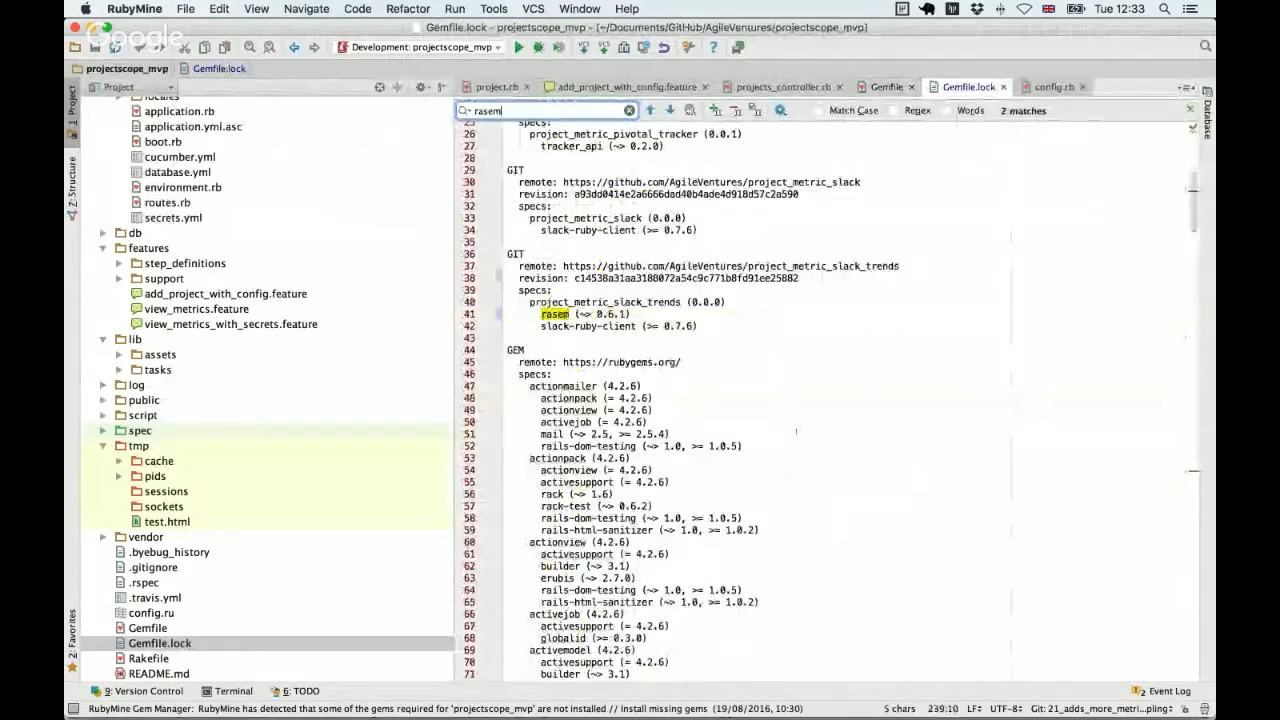 RubyMine File Edit View Navigate Code Refactor Run Tools VCS Window Help Tue 12:33
Gemfile.lock - projectscope_mvp - [~/Documents/GitHub/AgileVentures/projectscope_mvp]
Google
Development: projectscope_mvp
projectscope_mvp Gemfile.lock
Project project.rb add_project_with_config.feature projects_controller.rb Gemfile Gemfile.lock config.rb
rasem Match Case Regex Words 2 matches
1: Project
Z: Structure
2: Favorites
Database
locales
application.rb
application.yml.asc
boot.rb
cucumber.yml
database.yml
environment.rb
routes.rb
secrets.yml
db
features
step_definitions
support
add_project_with_config.feature
view_metrics.feature
view_metrics_with_secrets.feature
lib
assets
tasks
log
public
script
spec
tmp
cache
pids
sessions
sockets
test.html
vendor
.byebug_history
.gitignore
.rspec
.travis.yml
config.ru
Gemfile
Gemfile.lock
Rakefile
README.md
25 specs:
26 project_metric_pivotal_tracker (0.0.1)
27 tracker_api (~> 0.2.0)
28
29 GIT
30 remote: https://github.com/AgileVentures/project_metric_slack
31 revision: a93dd0414e2a6666dad40b4ade4d918d57c2a590
32 specs:
33 project_metric_slack (0.0.0)
34 slack-ruby-client (>= 0.7.6)
35
36 GIT
37 remote: https://github.com/AgileVentures/project_metric_slack_trends
38 revision: c14538a31aa3188072a54c9c771b8fd91ee25882
39 specs:
40 project_metric_slack_trends (0.0.0)
41 rasem (~> 0.6.1)
42 slack-ruby-client (>= 0.7.6)
43
44 GEM
45 remote: https://rubygems.org/
46 specs:
47 actionmailer (4.2.6)
48 actionpack (= 4.2.6)
49 actionview (= 4.2.6)
50 activejob (= 4.2.6)
51 mail (~> 2.5, >= 2.5.4)
52 rails-dom-testing (~> 1.0, >= 1.0.5)
53 actionpack (4.2.6)
54 actionview (= 4.2.6)
55 activesupport (= 4.2.6)
56 rack (~> 1.6)
57 rack-test (~> 0.6.2)
58 rails-dom-testing (~> 1.0, >= 1.0.5)
59 rails-html-sanitizer (~> 1.0, >= 1.0.2)
60 actionview (4.2.6)
61 activesupport (= 4.2.6)
62 builder (~> 3.1)
63 erubis (~> 2.7.0)
64 rails-dom-testing (~> 1.0, >= 1.0.5)
65 rails-html-sanitizer (~> 1.0, >= 1.0.2)
66 activejob (4.2.6)
67 activesupport (= 4.2.6)
68 globalid (>= 0.3.0)
69 activemodel (4.2.6)
70 activesupport (= 4.2.6)
71 builder (~> 3.1)
9: Version Control Terminal 6: TODO 2 Event Log
RubyMine Gem Manager: RubyMine has detected that some of the gems required for 'projectscope_mvp' are not installed // Install missing gems (19/08/2016, 10:30) 5 chars 239:10 LF UTF-8 Git: 21_adds_more_metri...pling